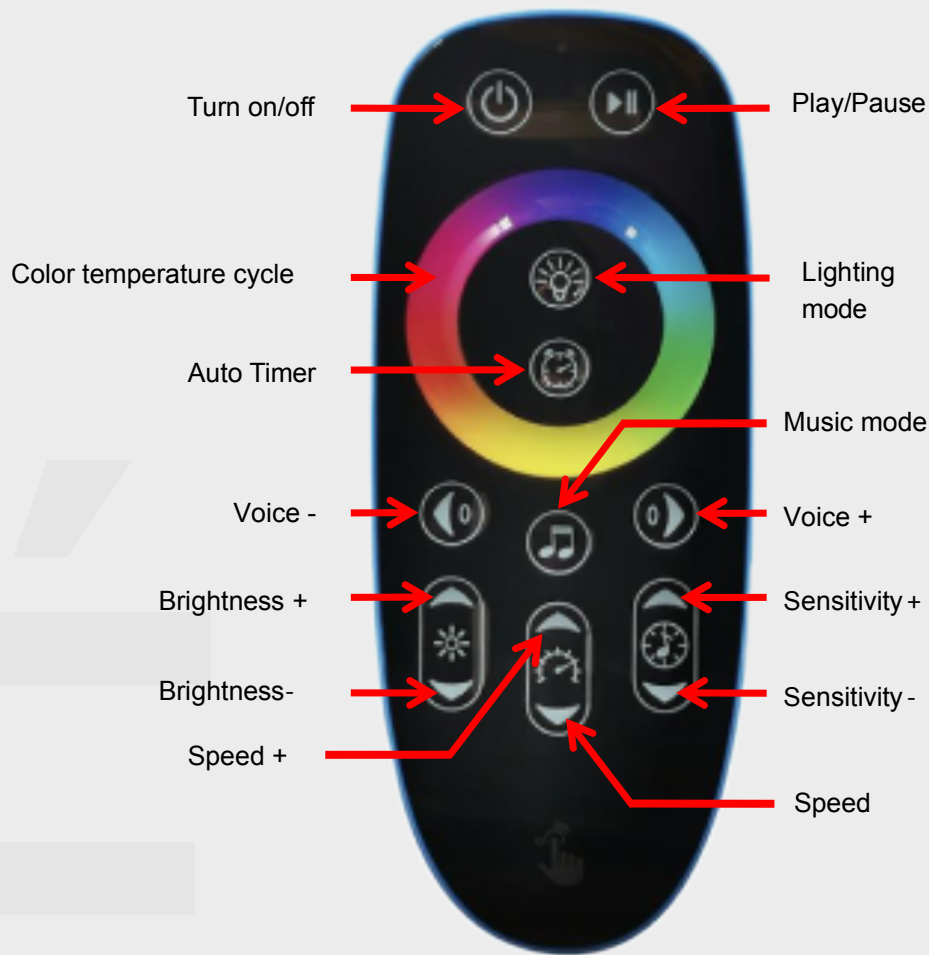 Turn on/off
Play/Pause
Color temperature cycle
Lighting
mode
Auto Timer
Music mode
Voice -
Voice +
Brightness +
Sensitivity +
Brightness-
Sensitivity -
Speed +
Speed